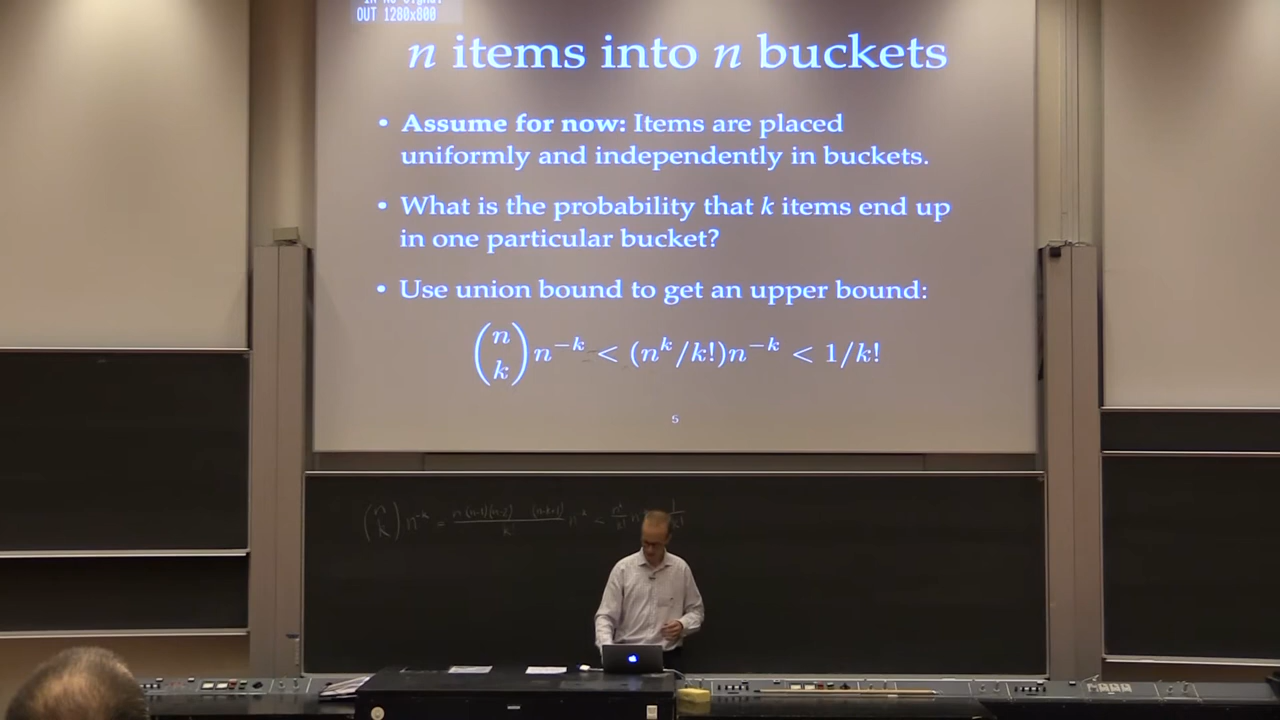 OUT 1280x800
n items into n buckets
• Assume for now: Items are placed
uniformly and independently in buckets.
• What is the probability that k items end up
in one particular bucket?
• Use union bound to get an upper bound:
(n k) n^{-k} < (n^k/k!)n^{-k} < 1/k!
5